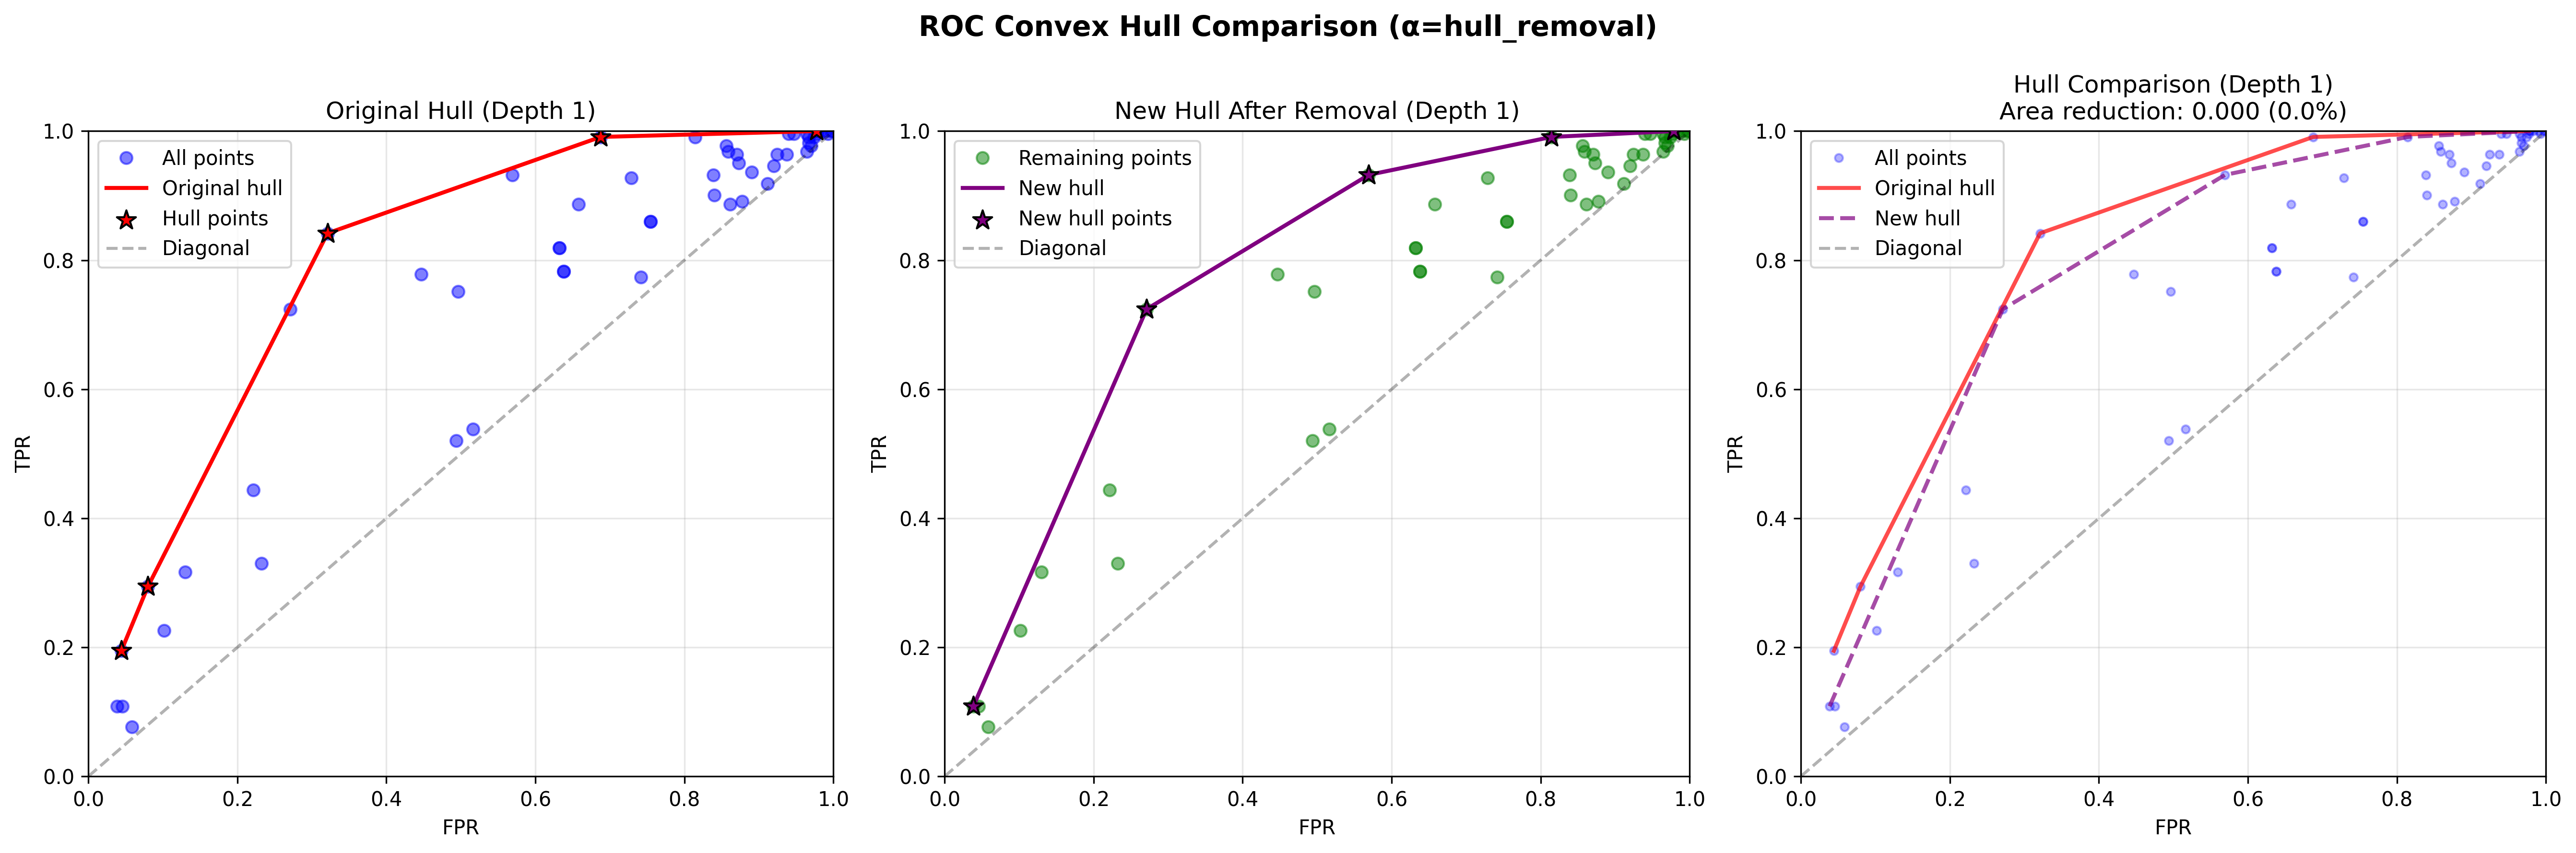 ROC Convex Hull Comparison (α=hull_removal)
Original Hull (Depth 1)
All points
Original hull
Hull points
Diagonal
TPR
1.0
0.8
0.6
0.4
0.2
0.0
0.0 0.2 0.4 0.6 0.8 1.0
FPR
New Hull After Removal (Depth 1)
Remaining points
New hull
New hull points
Diagonal
TPR
1.0
0.8
0.6
0.4
0.2
0.0
0.0 0.2 0.4 0.6 0.8 1.0
FPR
Hull Comparison (Depth 1)
Area reduction: 0.000 (0.0%)
All points
Original hull
New hull
Diagonal
TPR
1.0
0.8
0.6
0.4
0.2
0.0
0.0 0.2 0.4 0.6 0.8 1.0
FPR